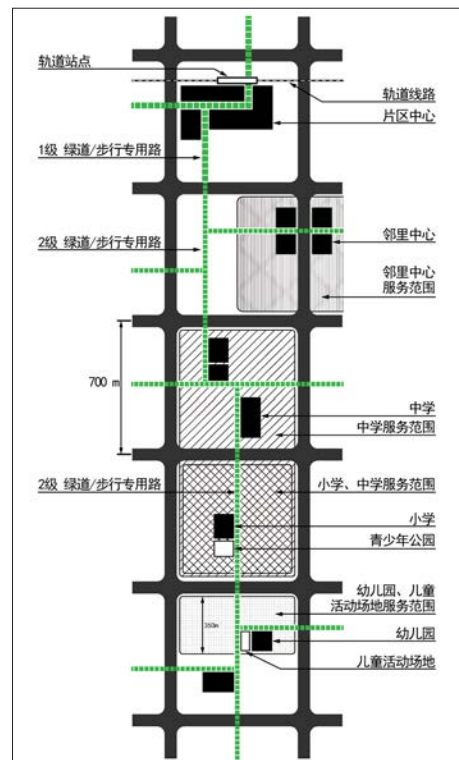 轨道站点
轨道线路
片区中心
1级 绿道/步行专用路
2级 绿道/步行专用路
邻里中心
邻里中心
服务范围
700 m
中学
中学服务范围
2级 绿道/步行专用路
小学、中学服务范围
小学
青少年公园
幼儿园、儿童
活动场地服务范围
350m
幼儿园
儿童活动场地